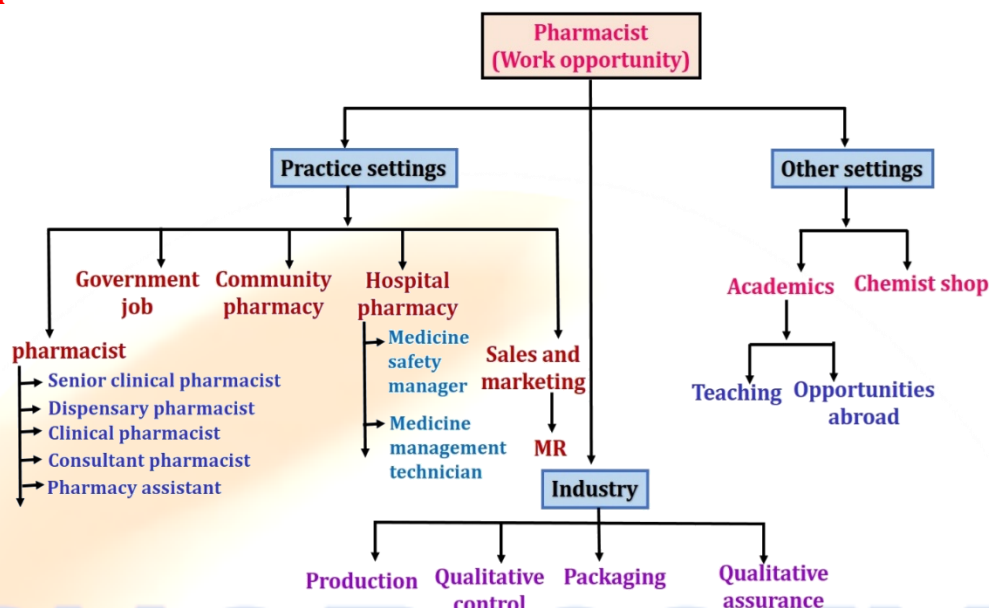 Pharmacist
(Work opportunity)
Practice settings
Other settings
Government
job
Community
pharmacy
Hospital
pharmacy
Academics
Chemist shop
pharmacist
Senior clinical pharmacist
Dispensary pharmacist
Clinical pharmacist
Consultant pharmacist
Pharmacy assistant
Medicine
safety
manager
Medicine
management
technician
Sales and
marketing
MR
Teaching
Opportunities
abroad
Industry
Production
Qualitative
control
Packaging
Qualitative
assurance